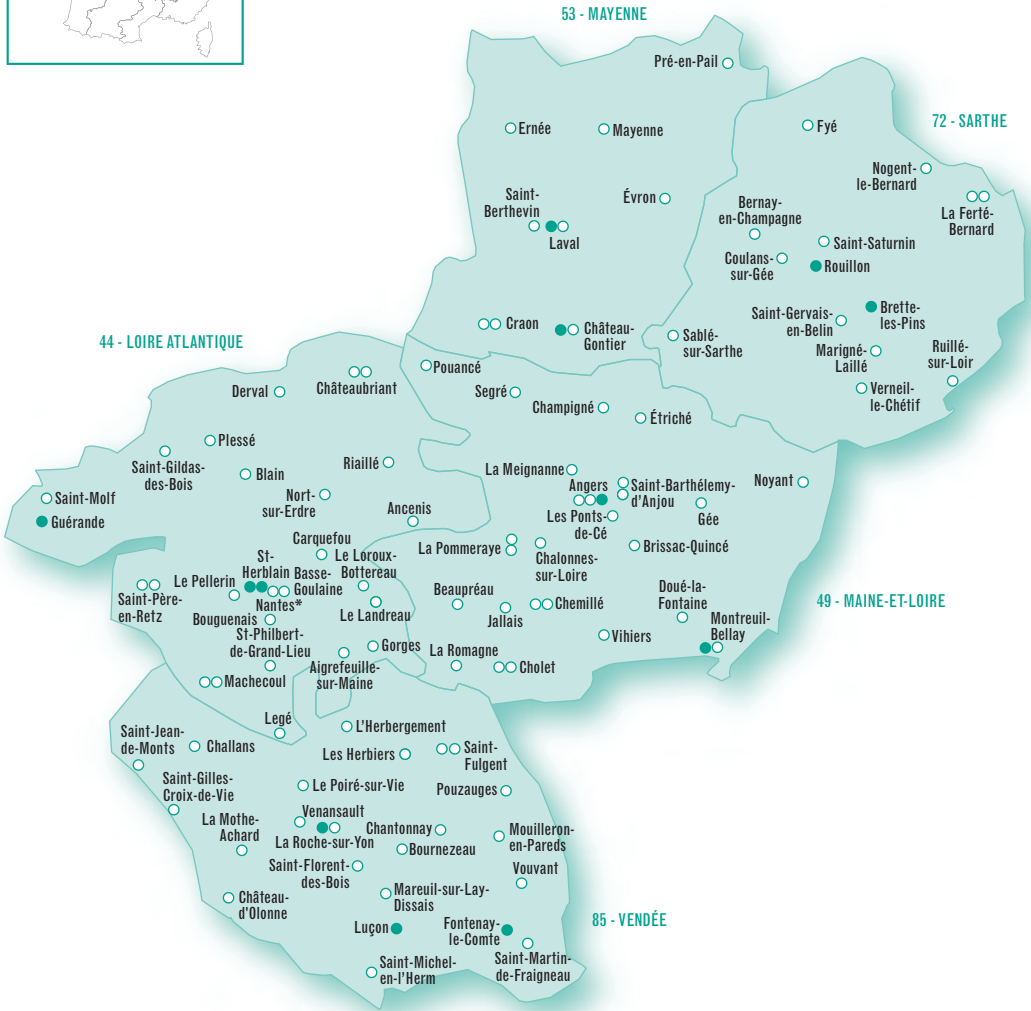 53 - MAYENNE
Pré-en-Pail
Ernée
Mayenne
Saint-
Berthevin
Évron
Laval
Craon
Château-
Gontier
72 - SARTHE
Fyé
Nogent-
le-Bernard
La Ferté-
Bernard
Bernay-
en-Champagne
Saint-Saturnin
Coulans-
sur-Gée
Rouillon
Saint-Gervais-
en-Belin
Brette-
les-Pins
Sablé-
sur-Sarthe
Marigné-
Laillé
Ruillé-
sur-Loir
Verneil-
le-Chétif
44 - LOIRE ATLANTIQUE
Derval
Châteaubriant
Plessé
Saint-Gildas-
des-Bois
Blain
Riaillé
Saint-Molf
Guérande
Nort-
sur-Erdre
Ancenis
Carquefou
St-
Herblain
Basse-
Goulaine
Le Loroux-
Bottereau
Le Pellerin
Nantes*
Saint-Père-
en-Retz
Bouguenais
Le Landreau
St-Philbert-
de-Grand-Lieu
Gorges
Aigrefeuille-
sur-Maine
Machecoul
Legé
Pouancé
Segré
Champigné
Étriché
La Meignanne
Angers
Saint-Barthélemy-
d'Anjou
Noyant
Les Ponts-
de-Cé
Gée
La Pommeraye
Chalonnes-
sur-Loire
Brissac-Quincé
Beaupréau
Jallais
Chemillé
Doué-la-
Fontaine
49 - MAINE-ET-LOIRE
Vihiers
Montreuil-
Bellay
La Romagne
Cholet
Saint-Jean-
de-Monts
Challans
L'Herbergement
Les Herbiers
Saint-
Fulgent
Saint-Gilles-
Croix-de-Vie
Le Poiré-sur-Vie
Pouzauges
La Mothe-
Achard
Venansault
La Roche-sur-Yon
Chantonnay
Mouilleron-
en-Pareds
Bournezeau
Saint-Florent-
des-Bois
Vouvant
Château-
d'Olonne
Mareuil-sur-Lay-
Dissais
Luçon
Fontenay-
le-Comte
85 - VENDÉE
Saint-Michel-
en-l'Herm
Saint-Martin-
de-Fraigneau